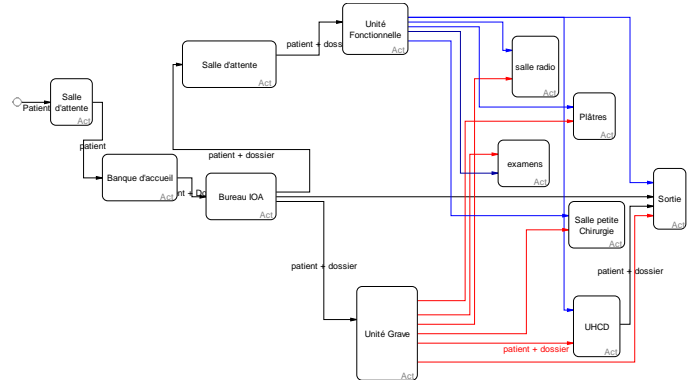 Unité
Fonctionnelle
Act
patient + doss
Salle d'attente
Act
salle radio
Act
Salle
d'attente
Act
Patient
Plâtres
Act
patient
patient + dossier
examens
Act
Banque d'accueil
Act
nt + Do
Bureau IOA
Act
Sortie
Act
Salle petite
Chirurgie
Act
patient + dossier
patient + dossier
Unité Grave
Act
UHCD
Act
patient + dossier